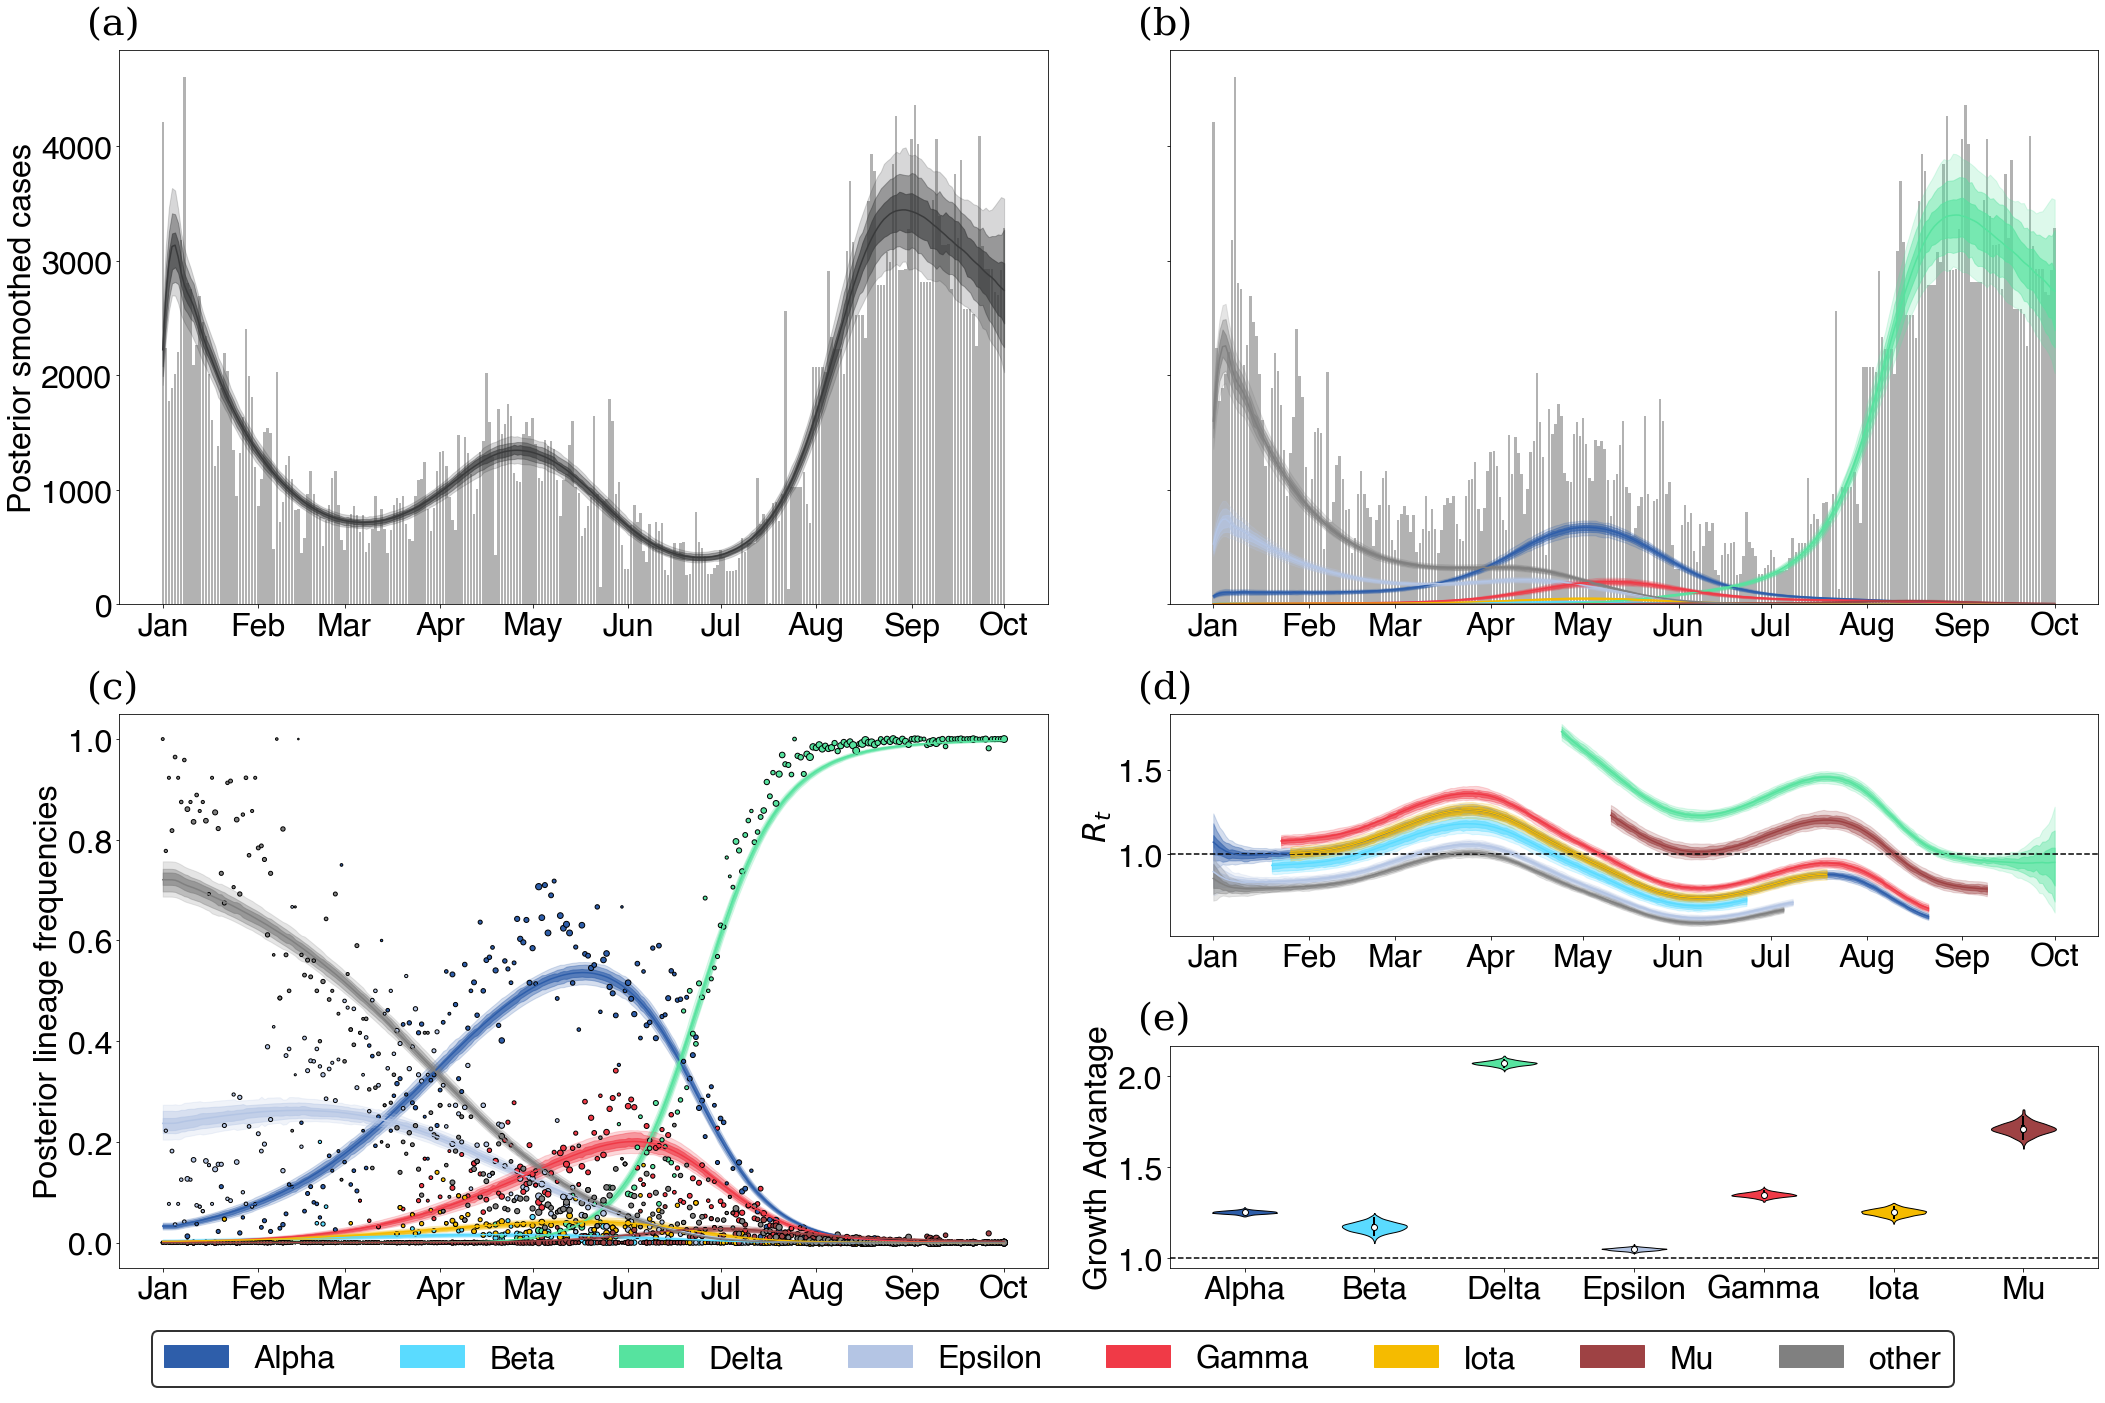 (a)
Posterior smoothed cases
4000
3000
2000
1000
0
Jan Feb Mar Apr May Jun Jul Aug Sep Oct
(b)
Jan Feb Mar Apr May Jun Jul Aug Sep Oct
(c)
Posterior lineage frequencies
1.0
0.8
0.6
0.4
0.2
0.0
Jan Feb Mar Apr May Jun Jul Aug Sep Oct
(d)
Rt
1.5
1.0
Jan Feb Mar Apr May Jun Jul Aug Sep Oct
(e)
Growth Advantage
2.0
1.5
1.0
Alpha Beta Delta Epsilon Gamma Iota Mu
Alpha Beta Delta Epsilon Gamma Iota Mu other